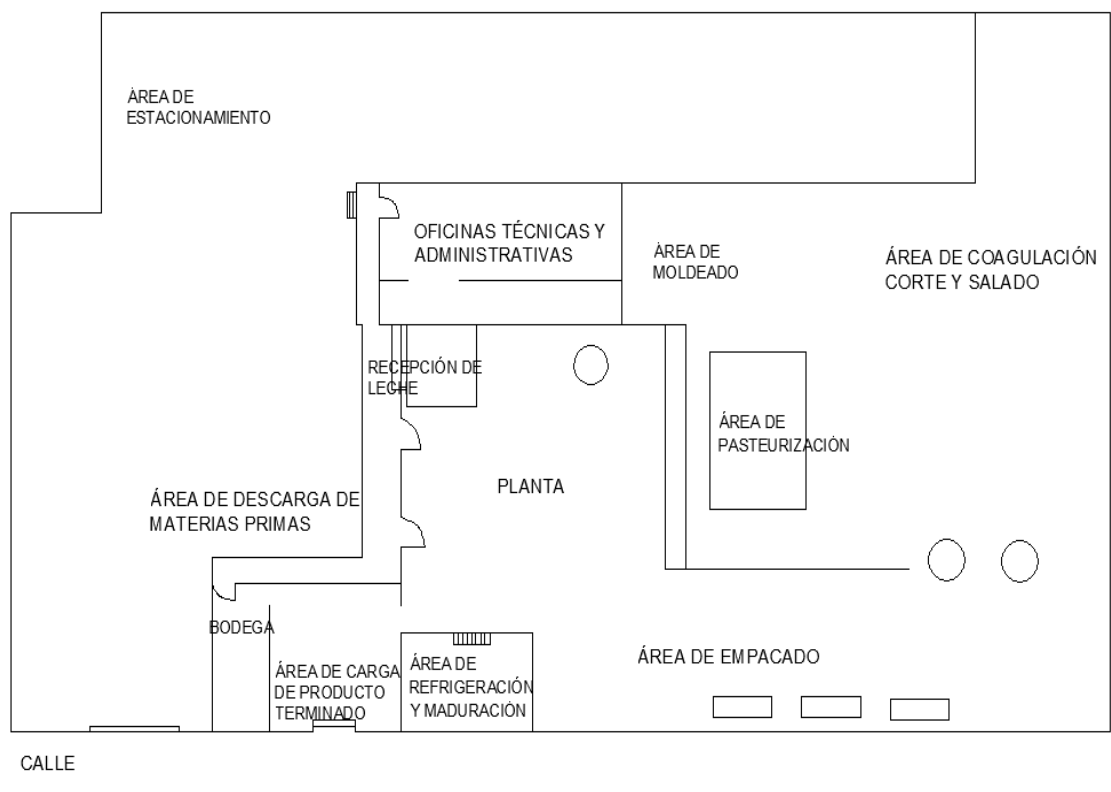 ÁREA DE
ESTACIONAMIENTO
OFICINAS TÉCNICAS Y
ADMINISTRATIVAS
ÁREA DE
MOLDEADO
ÁREA DE COAGULACIÓN
CORTE Y SALADO
RECEPCIÓN DE
LECHE
ÁREA DE
PASTEURIZACIÓN
PLANTA
ÁREA DE DESCARGA DE
MATERIAS PRIMAS
BODEGA
ÁREA DE CARGA
DE PRODUCTO
TERMINADO
ÁREA DE
REFRIGERACIÓN
Y MADURACIÓN
ÁREA DE EMPACADO
CALLE